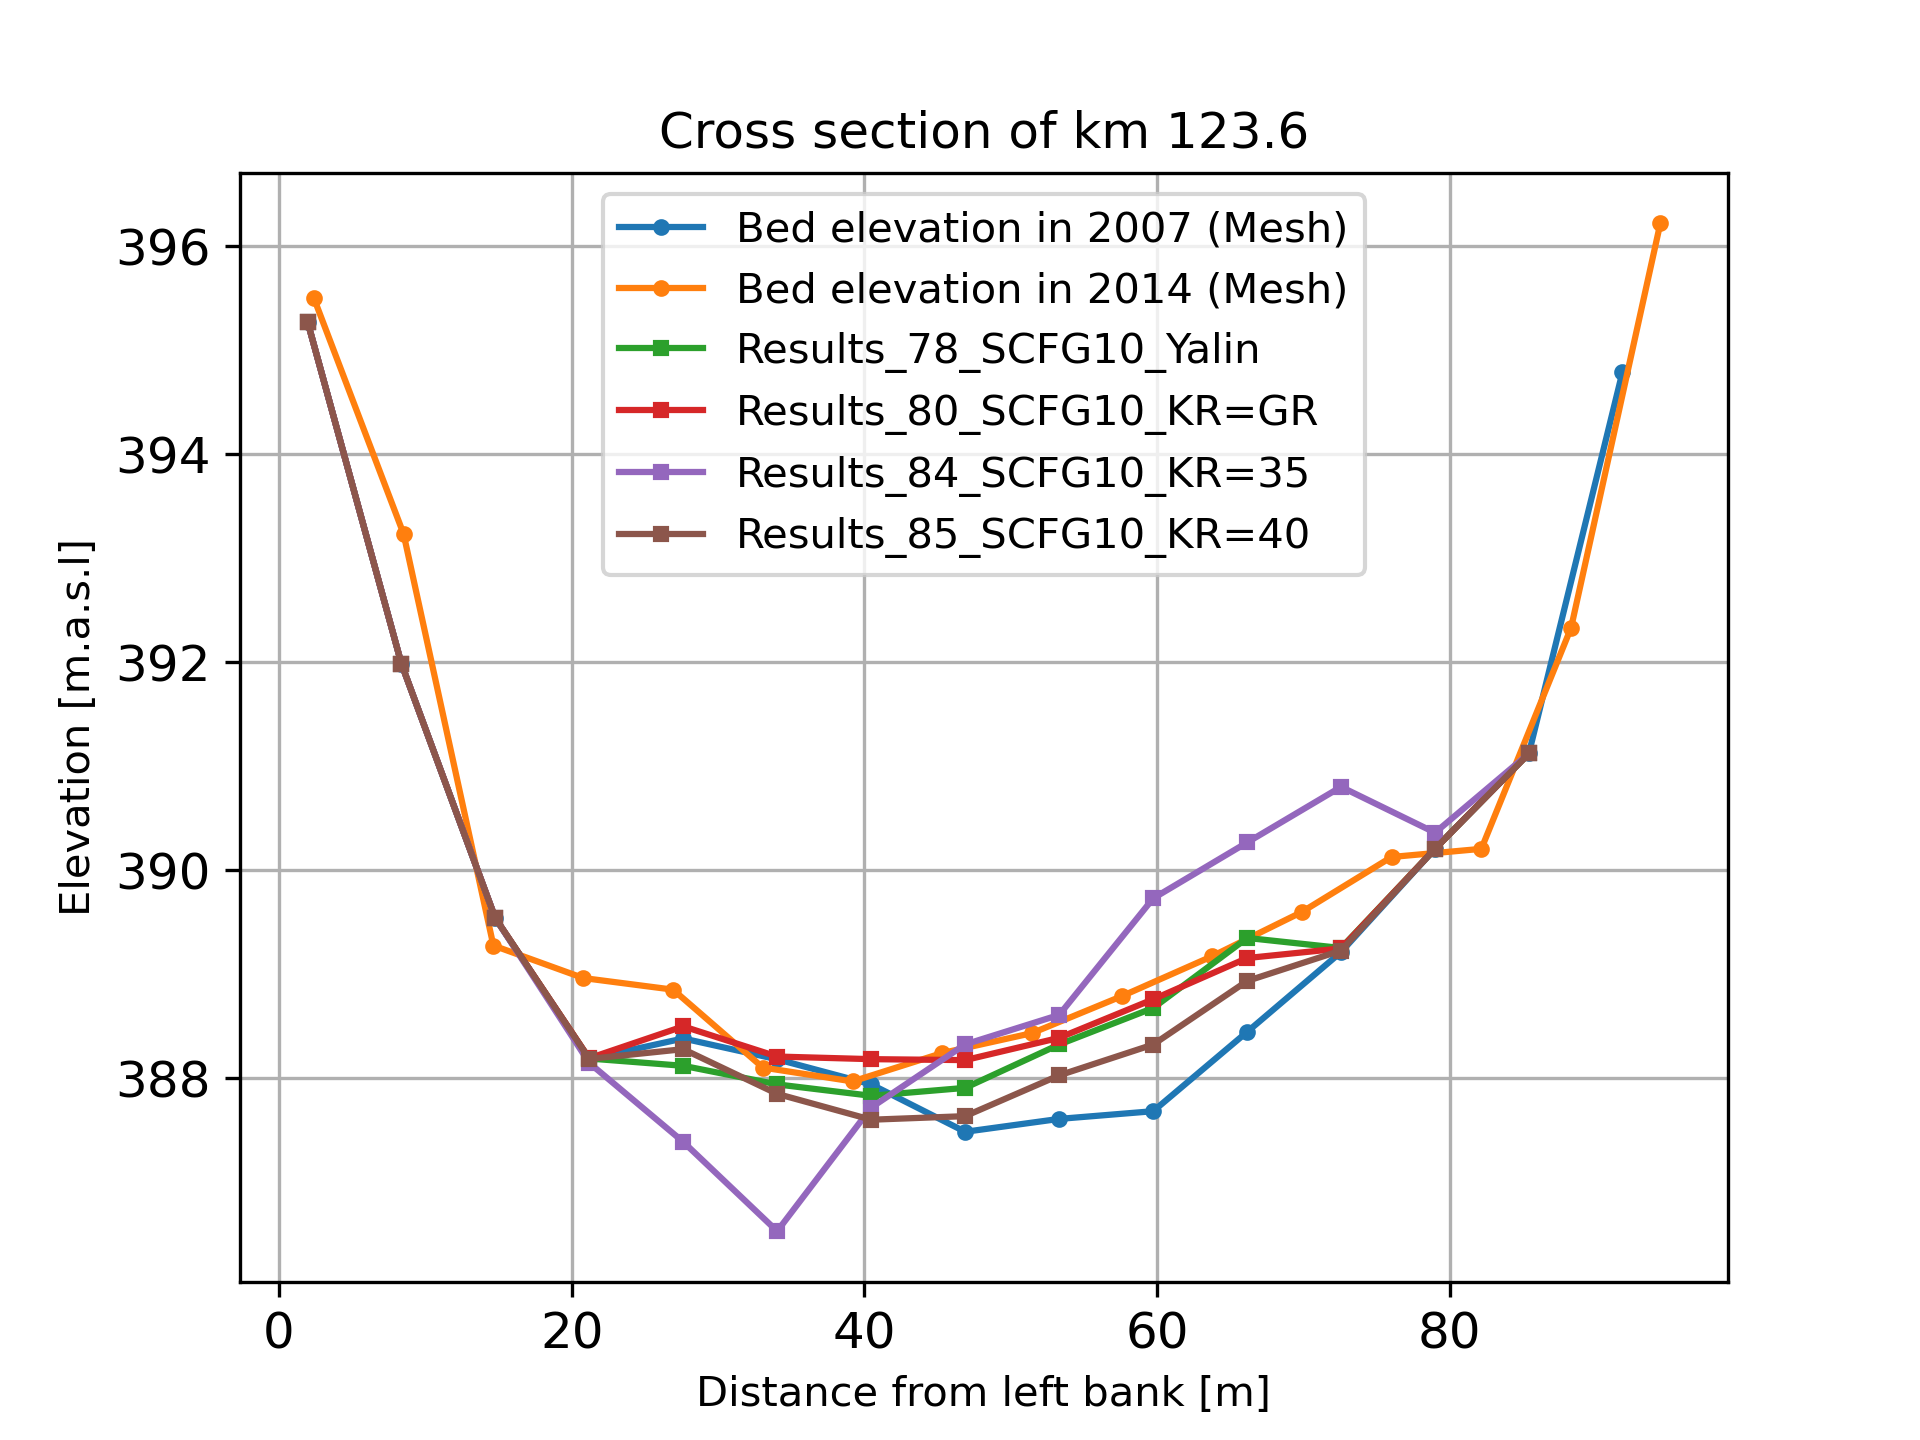 Cross section of km 123.6
Bed elevation in 2007 (Mesh)
Bed elevation in 2014 (Mesh)
Results_78_SCFG10_Yalin
Results_80_SCFG10_KR=GR
Results_84_SCFG10_KR=35
Results_85_SCFG10_KR=40
Elevation [m.a.s.l]
396
394
392
390
388
0 20 40 60 80
Distance from left bank [m]